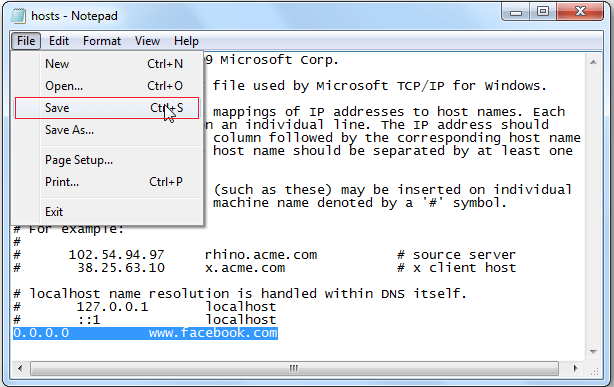 hosts - Notepad
File Edit Format View Help
New Ctrl+N
Open... Ctrl+O
Save Ctrl+S
Save As...
Page Setup...
Print... Ctrl+P
Exit
9 Microsoft Corp.
file used by Microsoft TCP/IP for Windows.
mappings of IP addresses to host names. Each
an individual line. The IP address should
column followed by the corresponding host name
host name should be separated by at least one
(such as these) may be inserted on individual
machine name denoted by a '#' symbol.
# For example:
#
# 102.54.94.97 rhino.acme.com # source server
# 38.25.63.10 x.acme.com # x client host
# localhost name resolution is handled within DNS itself.
# 127.0.0.1 localhost
# ::1 localhost
0.0.0.0 www.facebook.com